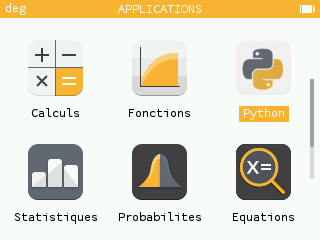 deg APPLICATIONS
Calculs Fonctions Python
X=
Statistiques Probabilites Equations